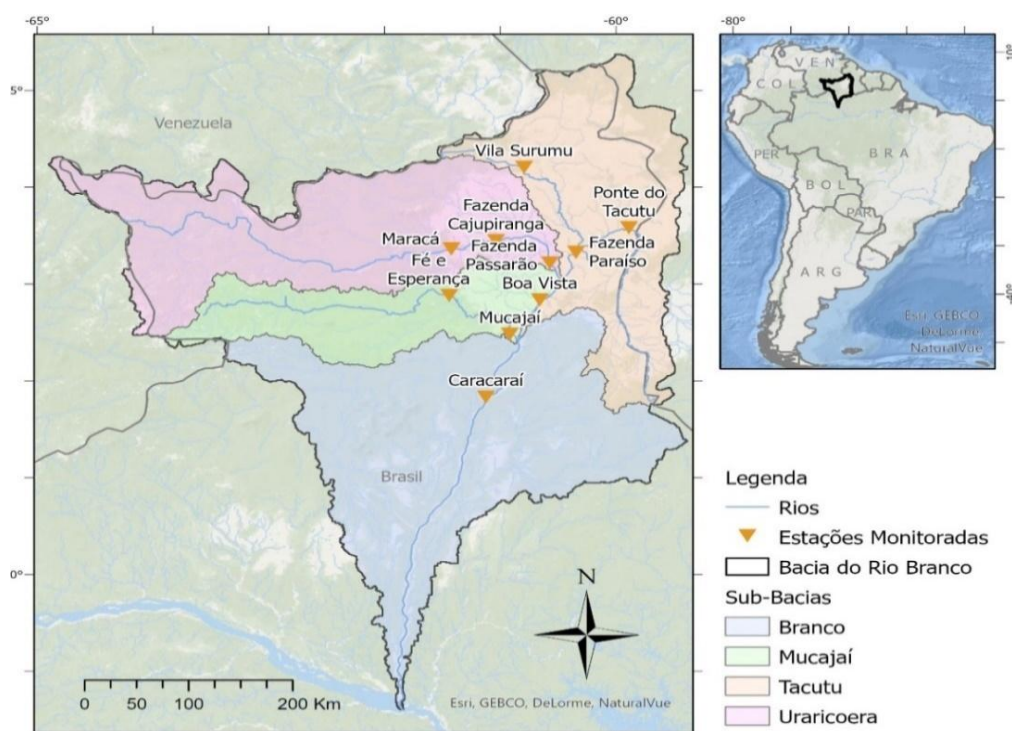 -65°
-60°
5°
0°
Venezuela
Vila Surumu
Ponte do
Tacutu
Fazenda
Cajupiranga
Maracá
Fazenda
Passarão
Fazenda
Paraíso
Fé e
Esperança
Boa Vista
Mucajaí
Caracaraí
Brasil
N
0 50 100 200 Km
Esri, GEBCO, DeLorme, NaturalVue
-80°
10°
-40°
VEN
COL
PER
BRA
BOL
PAR
ARG
Esri, GEBCO,
DeLorme,
NaturalVue
Legenda
Rios
Estações Monitoradas
Bacia do Rio Branco
Sub-Bacias
Branco
Mucajaí
Tacutu
Uraricoera